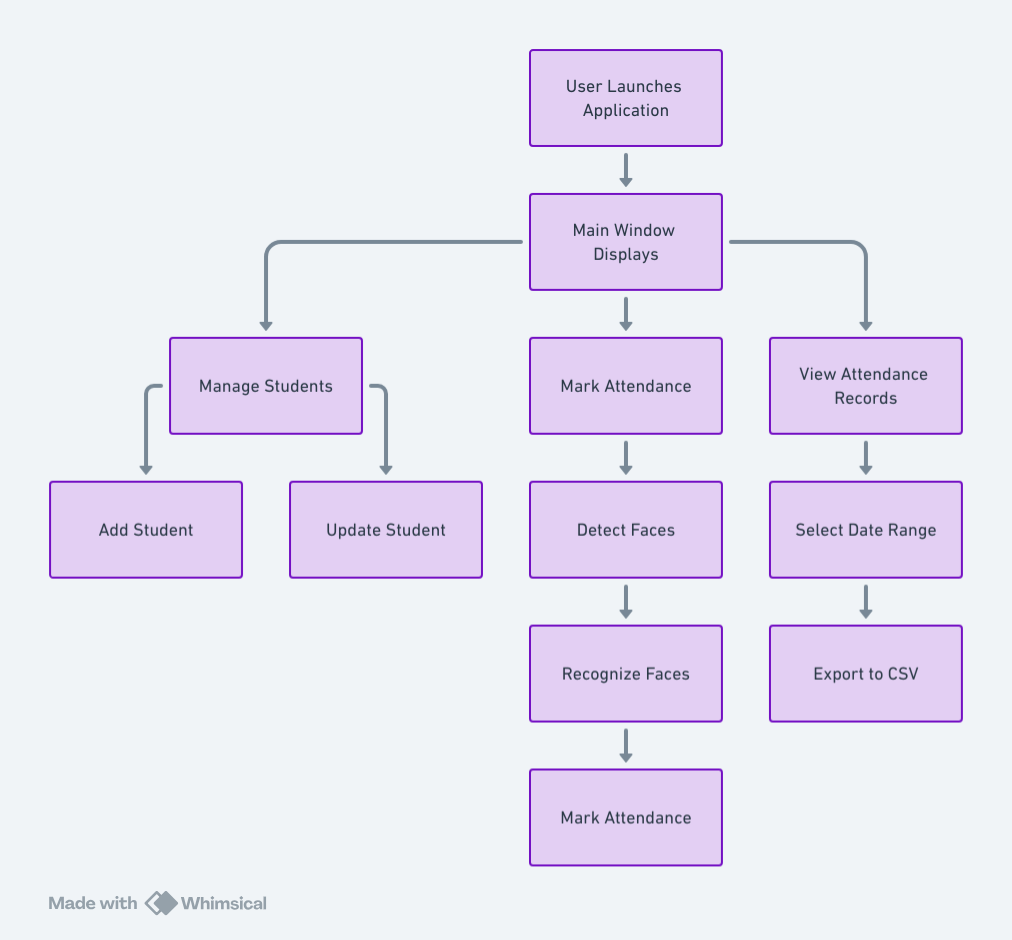 User Launches
Application
Main Window
Displays
Manage Students
Mark Attendance
View Attendance
Records
Add Student
Update Student
Detect Faces
Select Date Range
Recognize Faces
Export to CSV
Mark Attendance
Made with Whimsical